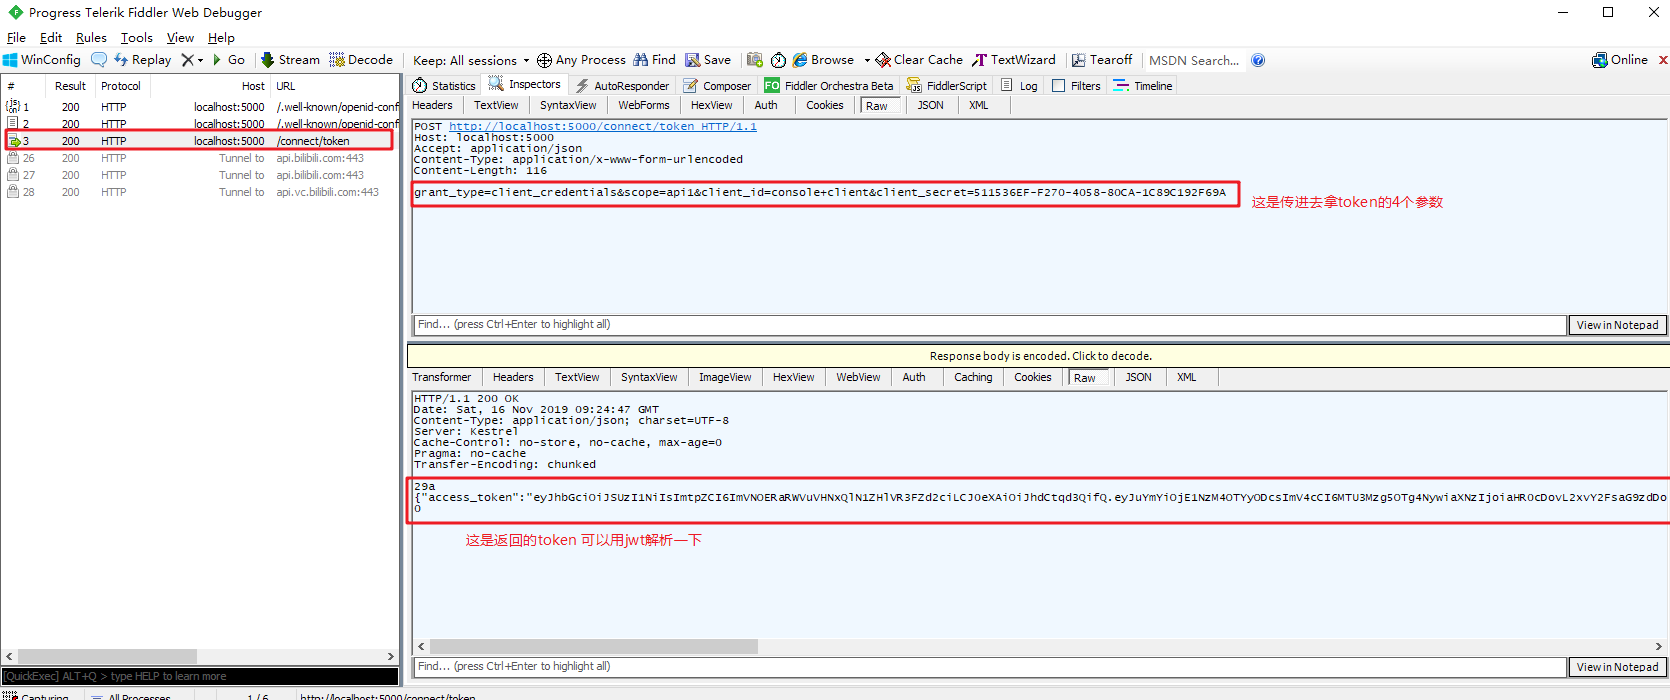 Progress Telerik Fiddler Web Debugger
File Edit Rules Tools View Help
WinConfig Replay Go Stream Decode Keep: All sessions Any Process Find Save Browse Clear Cache TextWizard Tearoff MSDN Search... Online
# Result Protocol Host URL
1 200 HTTP localhost:5000 /.well-known/openid-conf
2 200 HTTP localhost:5000 /.well-known/openid-conf
3 200 HTTP localhost:5000 /connect/token
26 200 HTTP Tunnel to api.bilibili.com:443
27 200 HTTP Tunnel to api.bilibili.com:443
28 200 HTTP Tunnel to api.vc.bilibili.com:443
[QuickExec] ALT+Q > type HELP to learn more
Statistics Inspectors AutoResponder Composer FO Fiddler Orchestra Beta FiddlerScript Log Filters Timeline
Headers TextView SyntaxView WebForms HexView Auth Cookies Raw JSON XML
POST http://localhost:5000/connect/token HTTP/1.1
Host: localhost:5000
Accept: application/json
Content-Type: application/x-www-form-urlencoded
Content-Length: 116
grant_type=client_credentials&scope=api1&client_id=console+client&client_secret=511536EF-F270-4058-80CA-1C89C192F69A
这是传进去拿token的4个参数
Find... (press Ctrl+Enter to highlight all) View in Notepad
Response body is encoded. Click to decode.
Transformer Headers TextView SyntaxView ImageView HexView WebView Auth Caching Cookies Raw JSON XML
HTTP/1.1 200 OK
Date: Sat, 16 Nov 2019 09:24:47 GMT
Content-Type: application/json; charset=UTF-8
Server: Kestrel
Cache-Control: no-store, no-cache, max-age=0
Pragma: no-cache
Transfer-Encoding: chunked
29a
{"access_token":"eyJhbGciOiJSUzI1NiIsImtpZCI6ImVNOERaRWVuVHNxQlN1ZHlVR3FZd2ciLCJ0eXAiOiJhdCtqd3QifQ.eyJuYmYiOjE1NzM4OTYyODcsImV4cCI6MTU3Mzg5OTg4NywiaXNzIjoiaHR0cDovL2xvY2FsaG9zdDo
0
这是返回的token 可以用jwt解析一下
Find... (press Ctrl+Enter to highlight all) View in Notepad
Capturing All Processes 1 / 6 http://localhost:5000/connect/token